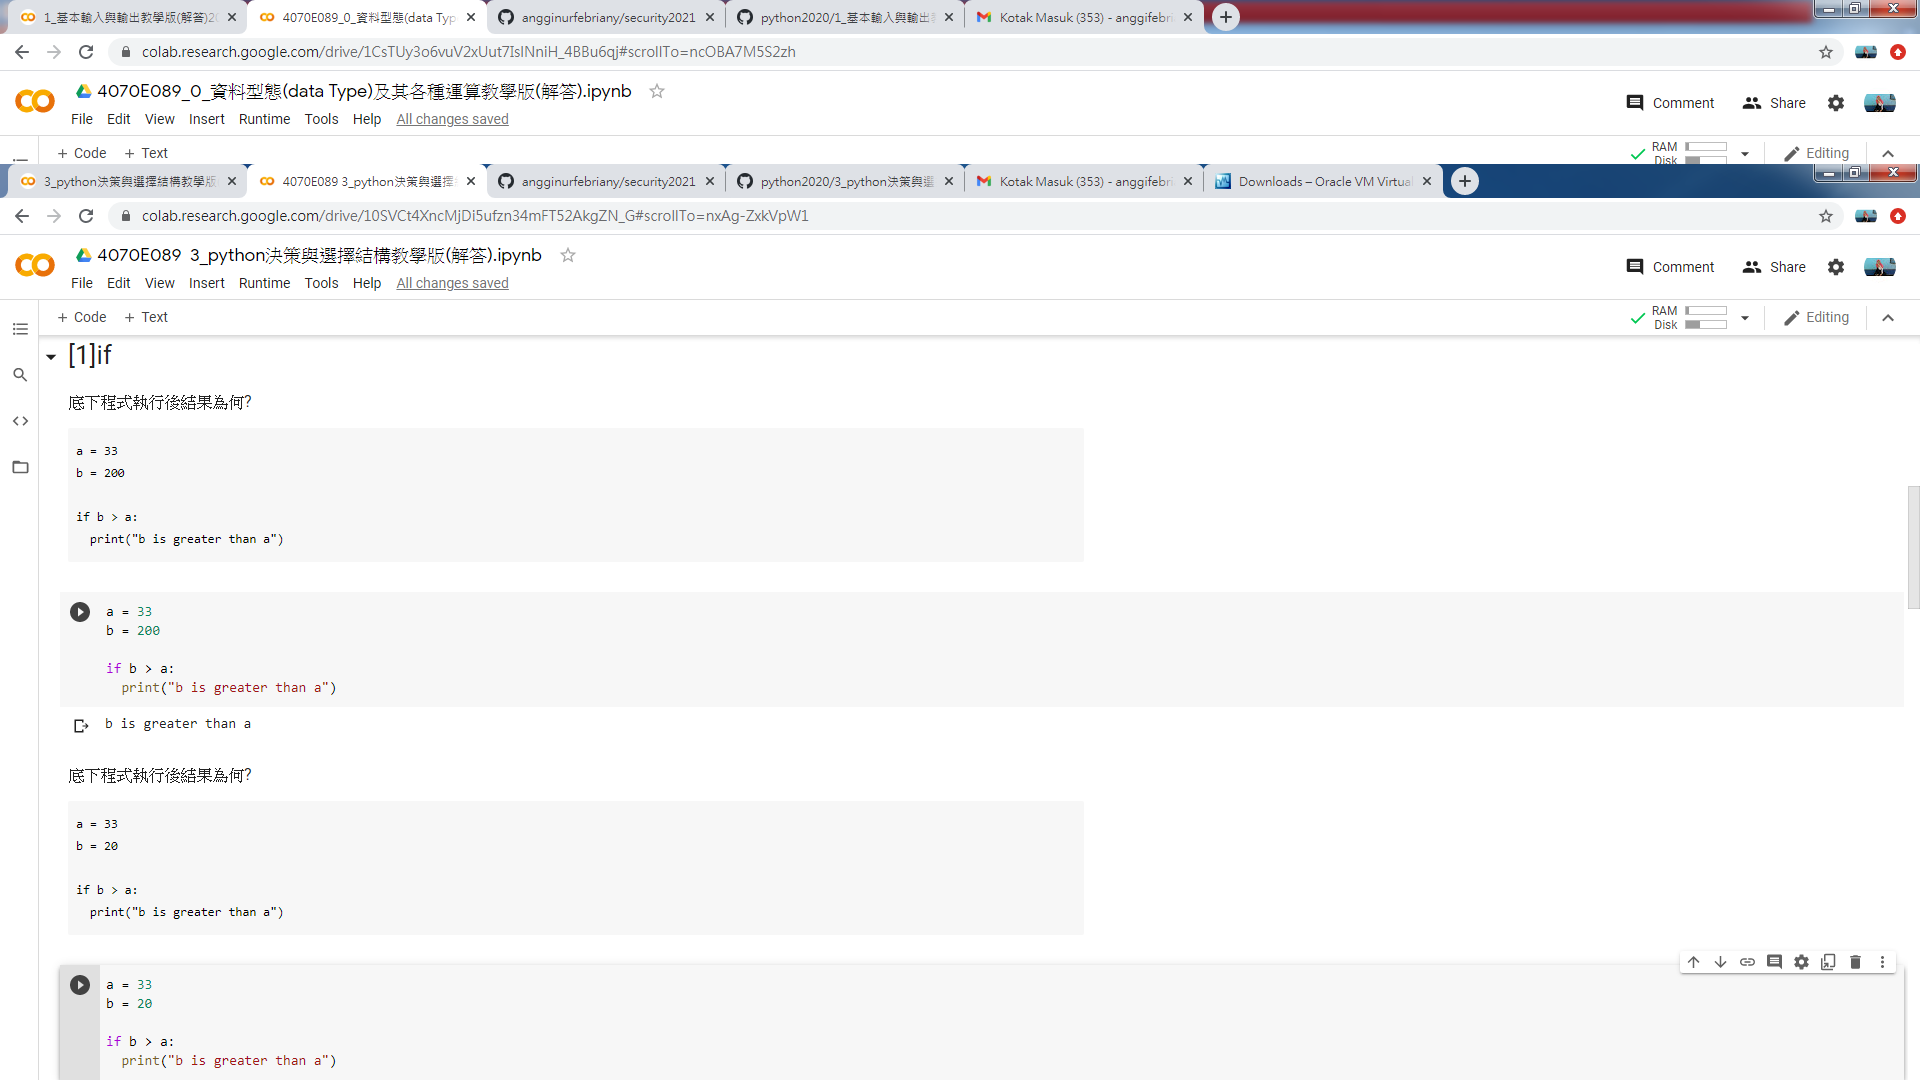 1_基本輸入與輸出教學版(解答)2
4070E089_0_資料型態(data Typ
angginurfebriany/security2021
python2020/1_基本輸入與輸出
Kotak Masuk (353) - anggifebri
colab.research.google.com/drive/1CsTUy3o6vuV2xUut7IsINniH_4BBu6qj#scrollTo=ncOBA7M5S2zh
4070E089_0_資料型態(data Type)及其各種運算教學版(解答).ipynb
Comment
Share
File Edit View Insert Runtime Tools Help All changes saved
+ Code + Text
RAM
Disk
Editing
3_python決策與選擇結構教學版
4070E089 3_python決策與選擇
angginurfebriany/security2021
python2020/3_python決策與選
Kotak Masuk (353) - anggifebri
Downloads – Oracle VM Virtual
colab.research.google.com/drive/10SVCt4XncMjDi5ufzn34mFT52AkgZN_G#scrollTo=nxAg-ZxkVpW1
4070E089 3_python決策與選擇結構教學版(解答).ipynb
Comment
Share
File Edit View Insert Runtime Tools Help All changes saved
+ Code + Text
RAM
Disk
Editing
[1]if
底下程式執行後結果為何?
a = 33
b = 200
if b > a:
print("b is greater than a")
a = 33
b = 200
if b > a:
print("b is greater than a")
b is greater than a
底下程式執行後結果為何?
a = 33
b = 20
if b > a:
print("b is greater than a")
a = 33
b = 20
if b > a:
print("b is greater than a")